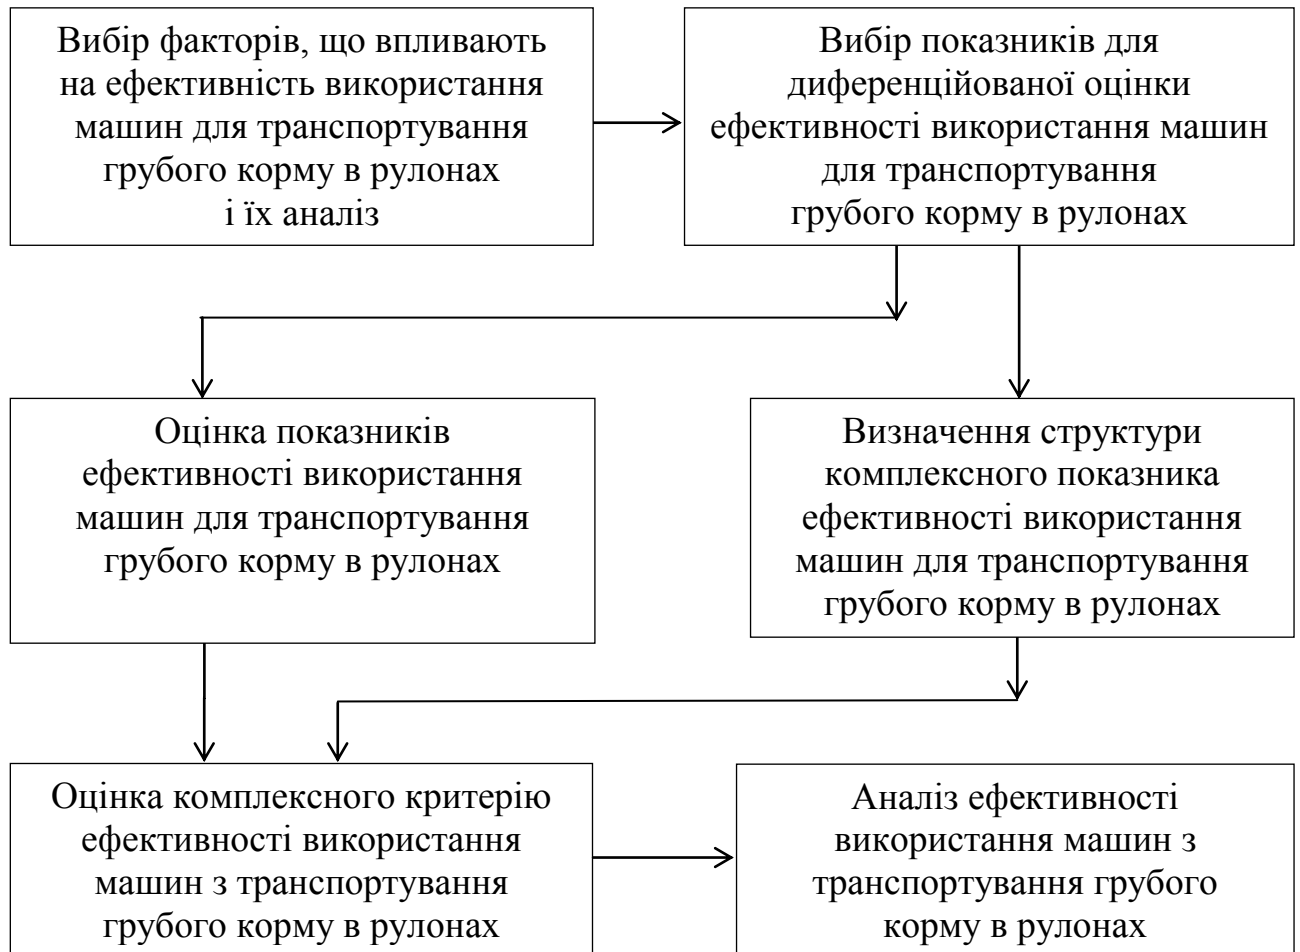 Вибір факторів, що впливають
на ефективність використання
машин для транспортування
грубого корму в рулонах
і їх аналіз
Вибір показників для
диференційованої оцінки
ефективності використання машин
для транспортування
грубого корму в рулонах
Оцінка показників
ефективності використання
машин для транспортування
грубого корму в рулонах
Визначення структури
комплексного показника
ефективності використання
машин для транспортування
грубого корму в рулонах
Оцінка комплексного критерію
ефективності використання
машин з транспортування
грубого корму в рулонах
Аналіз ефективності
використання машин з
транспортування грубого
корму в рулонах